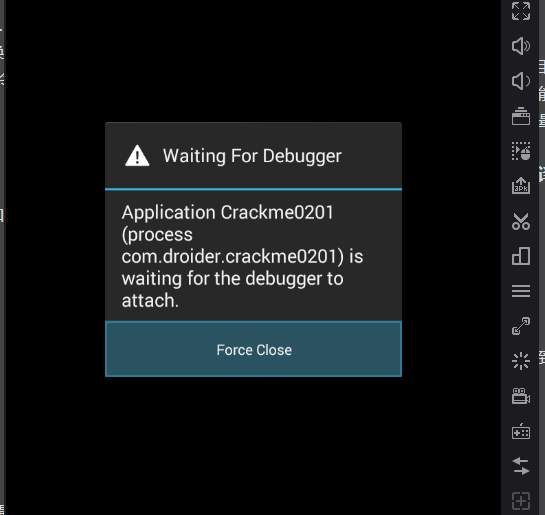 Waiting For Debugger
Application Crackme0201
(process
com.droider.crackme0201) is
waiting for the debugger to
attach.
Force Close